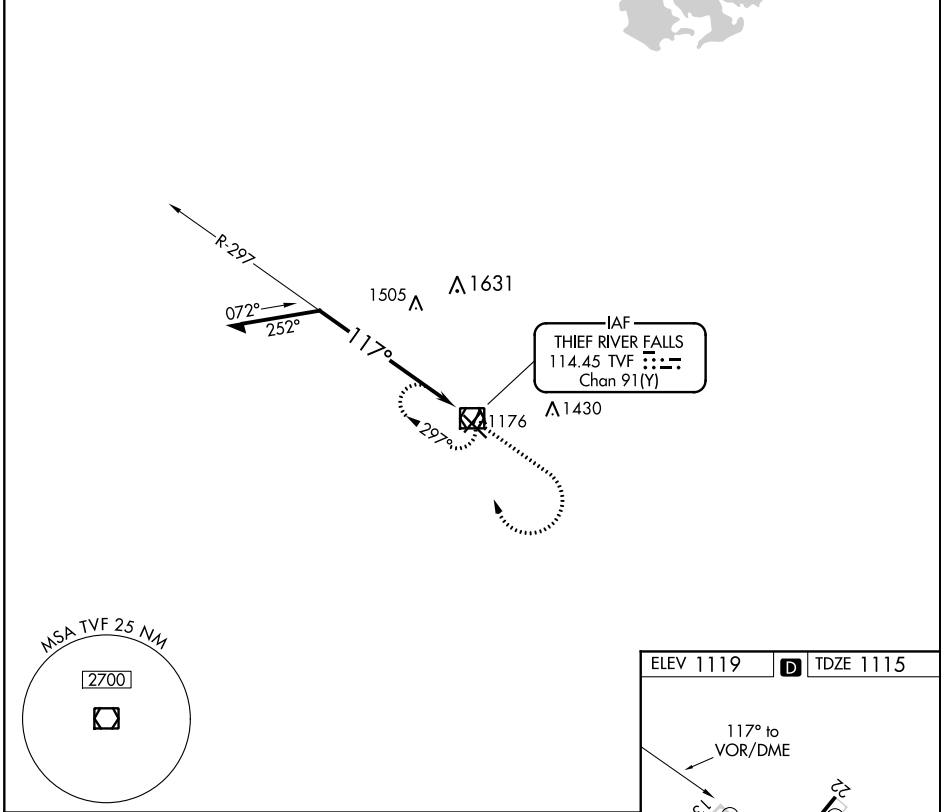 R-297
072°
252°
1505
1631
117°
IAF
THIEF RIVER FALLS
114.45 TVF
Chan 91(Y)
1176
1430
297°
MSA TVF 25 NM
2700
ELEV 1119
D
TDZE 1115
117° to
VOR/DME
13
22